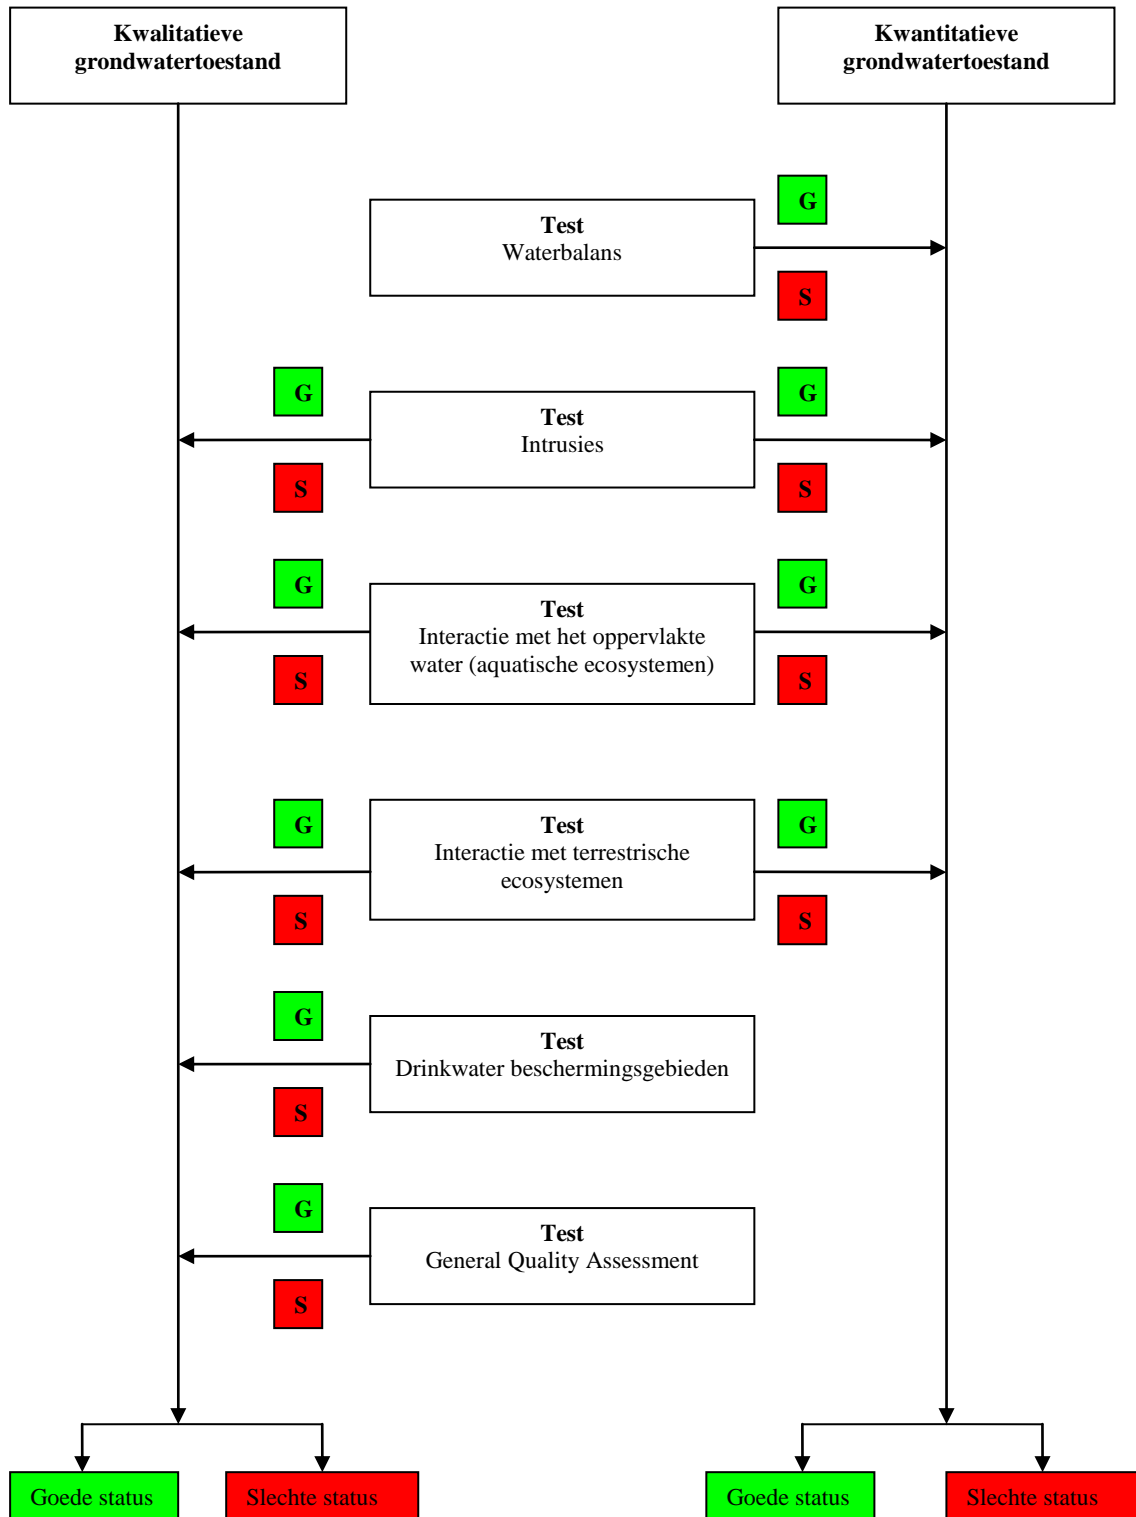 Kwalitatieve
grondwatertoestand
Kwantitatieve
grondwatertoestand
G
Test
Waterbalans
S
G
G
Test
Intrusies
S
S
G
G
Test
Interactie met het oppervlakte
water (aquatische ecosystemen)
S
S
G
G
Test
Interactie met terrestrische
ecosystemen
S
S
G
Test
Drinkwater beschermingsgebieden
S
G
Test
General Quality Assessment
S
Goede status
Slechte status
Goede status
Slechte status